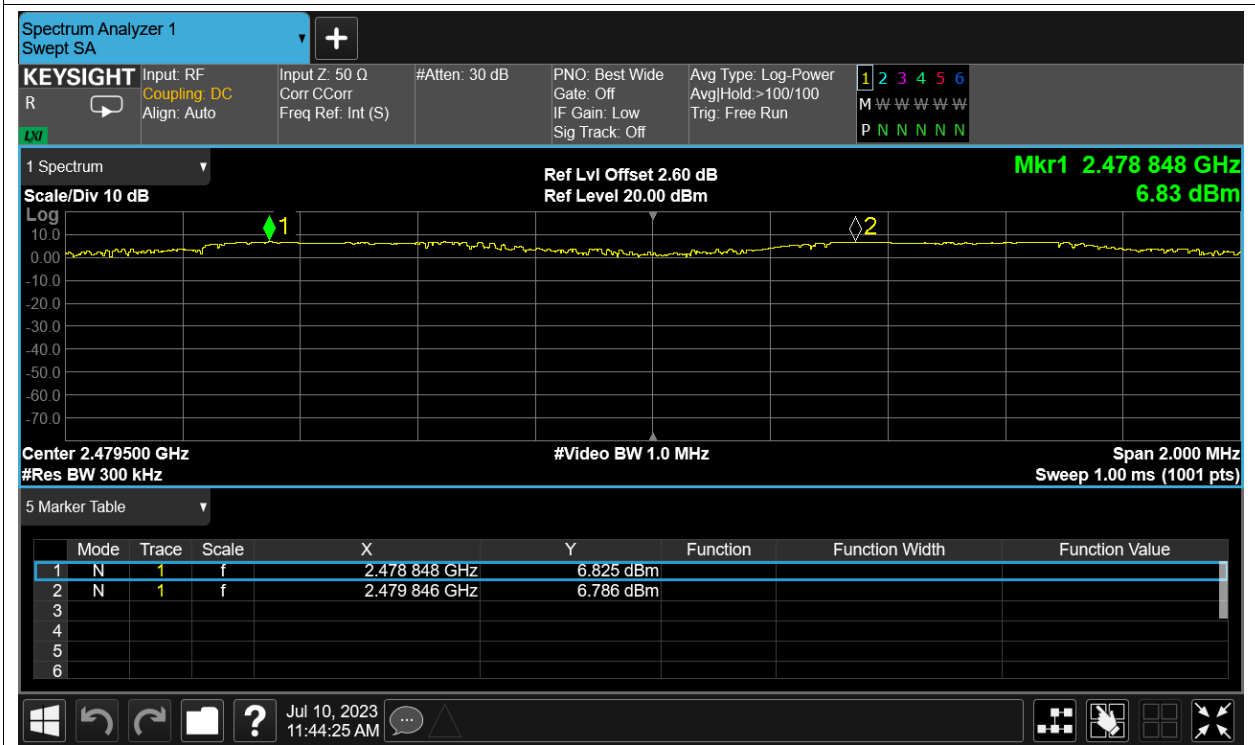 Spectrum Analyzer 1
Swept SA
+
KEYSIGHT Input: RF Input Z: 50 Ω #Atten: 30 dB PNO: Best Wide Avg Type: Log-Power 1 2 3 4 5 6
R Coupling: DC Corr CCorr Gate: Off Avg|Hold:>100/100 M W W W W W
Align: Auto Freq Ref: Int (S) IF Gain: Low Trig: Free Run
LXI Sig Track: Off P N N N N N
1 Spectrum Ref Lvl Offset 2.60 dB Mkr1 2.478 848 GHz
Scale/Div 10 dB Ref Level 20.00 dBm 6.83 dBm
Log
1 2
10.0
0.00
-10.0
-20.0
-30.0
-40.0
-50.0
-60.0
-70.0
Center 2.479500 GHz #Video BW 1.0 MHz Span 2.000 MHz
#Res BW 300 kHz Sweep 1.00 ms (1001 pts)
5 Marker Table
Mode Trace Scale X Y Function Function Width Function Value
1 N 1 f 2.478 848 GHz 6.825 dBm
2 N 1 f 2.479 846 GHz 6.786 dBm
3
4
5
6
? Jul 10, 2023
11:44:25 AM